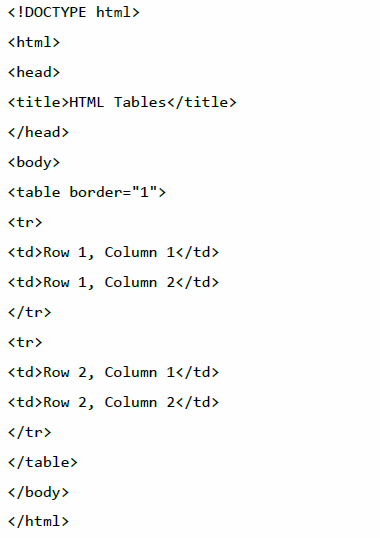 <!DOCTYPE html>
<html>
<head>
<title>HTML Tables</title>
</head>
<body>
<table border="1">
<tr>
<td>Row 1, Column 1</td>
<td>Row 1, Column 2</td>
</tr>
<tr>
<td>Row 2, Column 1</td>
<td>Row 2, Column 2</td>
</tr>
</table>
</body>
</html>